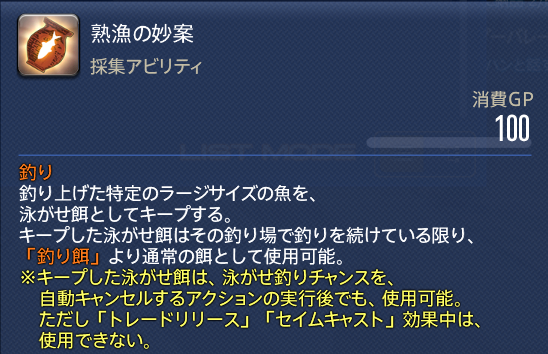 熟漁の妙案
採集アビリティ
消費GP
100
LIST MODE
釣り
釣り上げた特定のラージサイズの魚を、
泳がせ餌としてキープする。
キープした泳がせ餌はその釣り場で釣りを続けている限り、
「釣り餌」より通常の餌として使用可能。
※キープした泳がせ餌は、泳がせ釣りチャンスを、
自動キャンセルするアクションの実行後でも、使用可能。
ただし「トレードリリース」「セイムキャスト」効果中は、
使用できない。